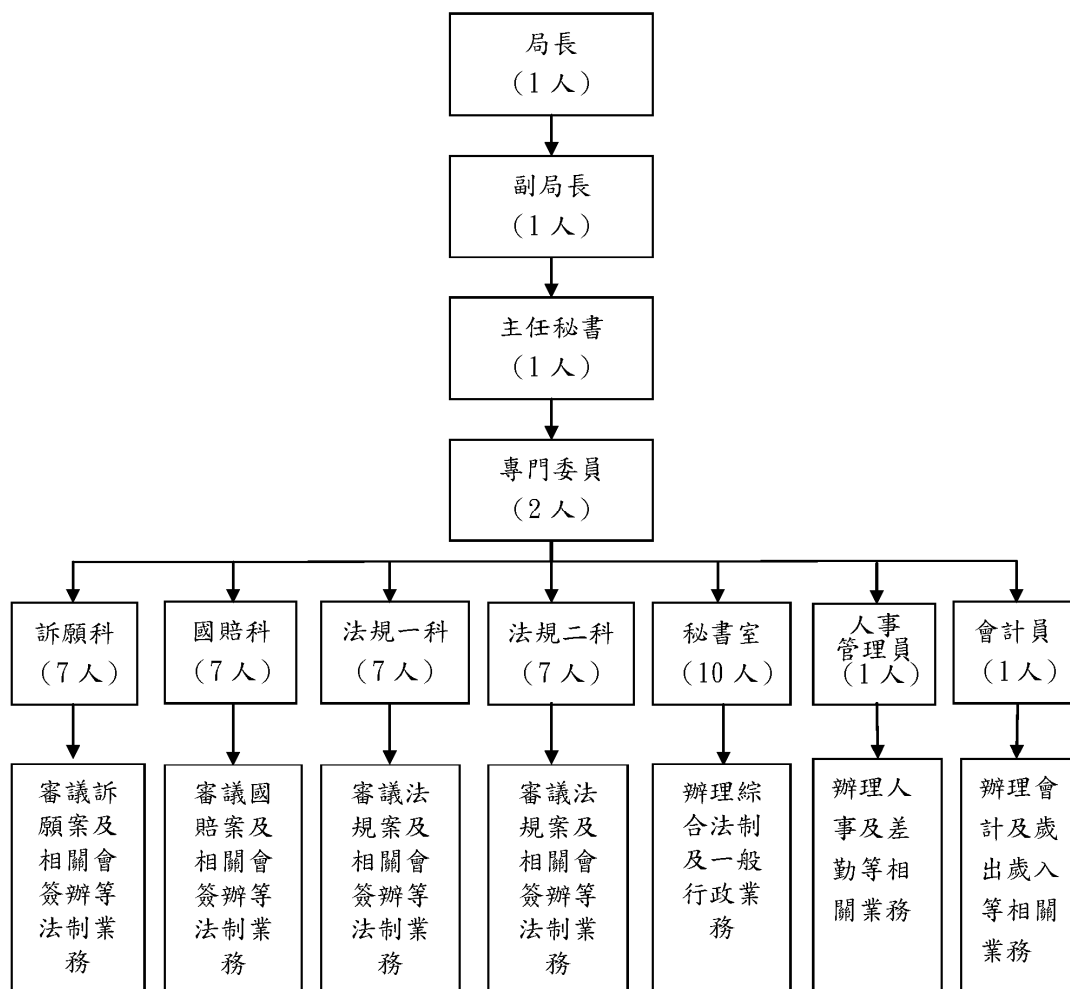 局長
(1人)
副局長
(1人)
主任秘書
(1人)
專門委員
(2人)
訴願科
(7人)
國賠科
(7人)
法規一科
(7人)
法規二科
(7人)
秘書室
(10人)
人事
管理員
(1人)
會計員
(1人)
審議訴
願案及
相關會
簽辦等
法制業
務
審議國
賠案及
相關會
簽辦等
法制業
務
審議法
規案及
相關會
簽辦等
法制業
務
審議法
規案及
相關會
簽辦等
法制業
務
辦理綜
合法制
及一般
行政業
務
辦理人
事及差
勤等相
關業務
辦理會
計及歲
出歲入
等相關
業務